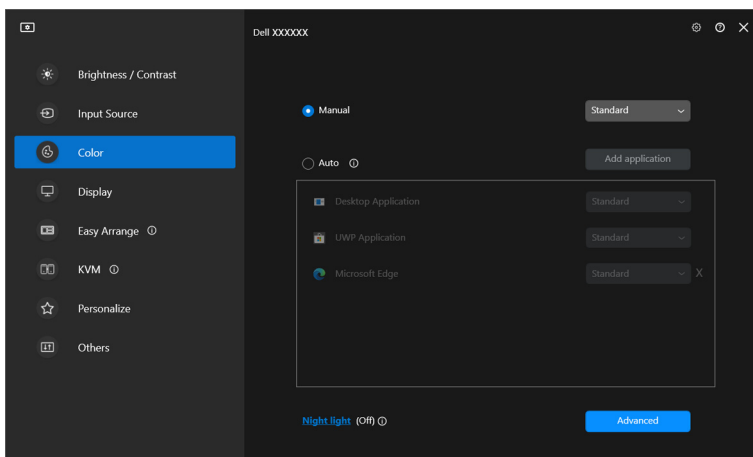 Dell XXXXXX
Brightness / Contrast
Input Source
Color
Display
Easy Arrange
KVM
Personalize
Others
Manual
Standard
Auto
Add application
Desktop Application
Standard
UWP Application
Standard
Microsoft Edge
Standard
X
Night light (Off)
Advanced